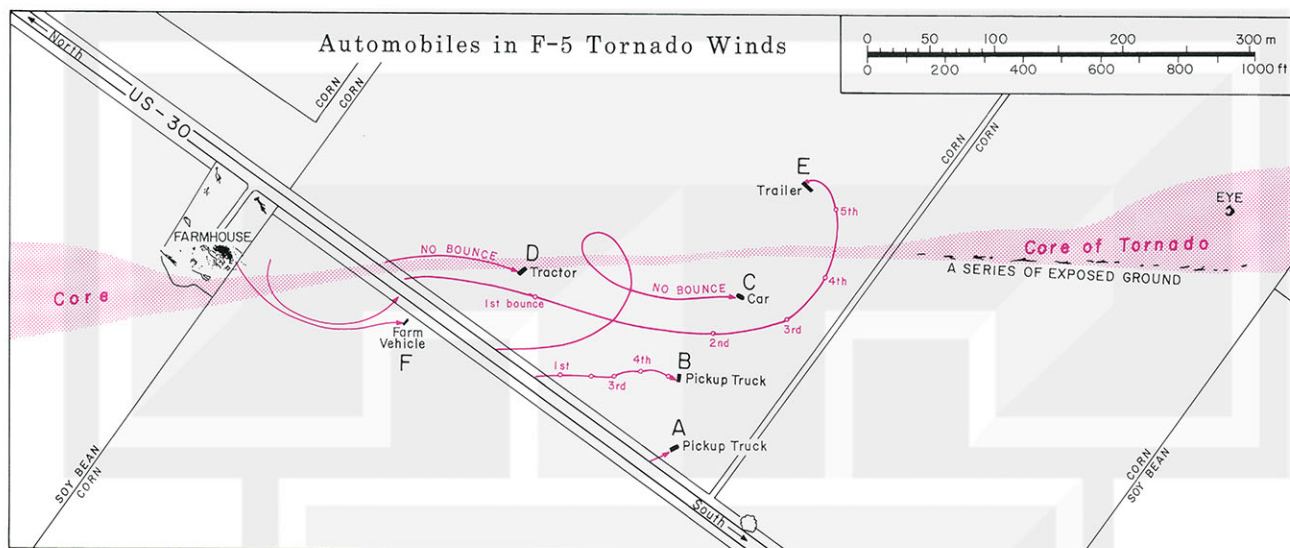 Automobiles in F-5 Tornado Winds
0 50 100 200 300 m
0 200 400 600 800 1000 ft
North
US-30
CORN
CORN
CORN
CORN
E
Trailer
5th
EYE
FARMHOUSE
NO BOUNCE
D
Tractor
Core of Tornado
A SERIES OF EXPOSED GROUND
4th
Core
1st bounce
NO BOUNCE
C
Car
3rd
2nd
Farm
Vehicle
F
1st
4th
3rd
B
Pickup Truck
A
Pickup Truck
SOY BEAN
CORN
CORN
SOY BEAN
South